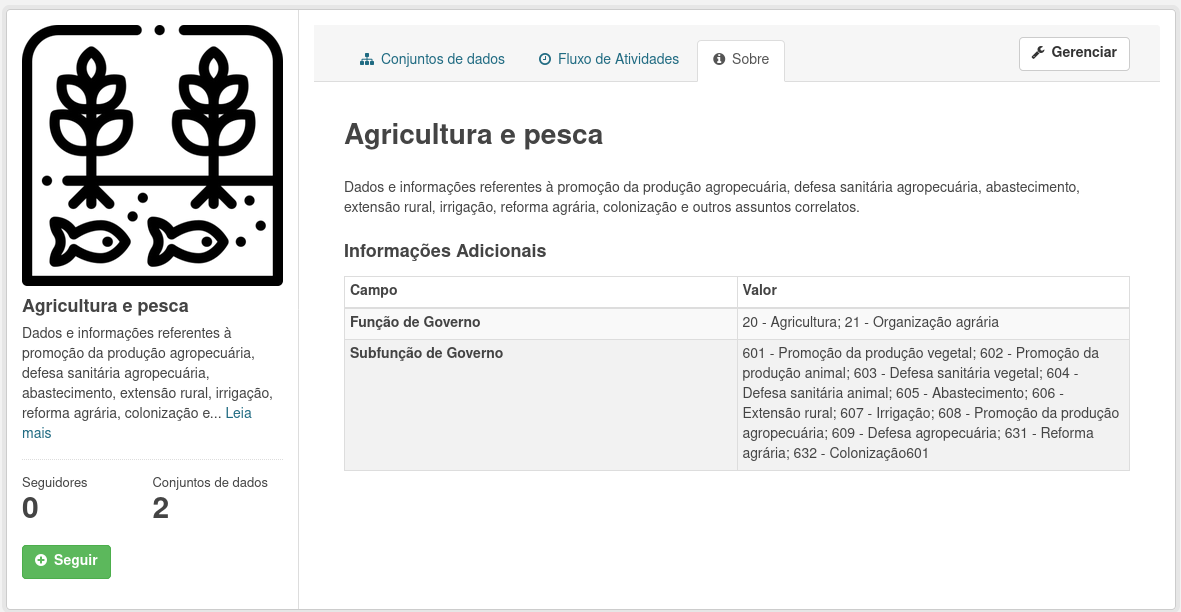 Agricultura e pesca
Dados e informações referentes à
promoção da produção agropecuária,
defesa sanitária agropecuária,
abastecimento, extensão rural, irrigação,
reforma agrária, colonização e... Leia
mais
Seguidores
0
Conjuntos de dados
2
Seguir
Conjuntos de dados
Fluxo de Atividades
Sobre
Gerenciar
Agricultura e pesca
Dados e informações referentes à promoção da produção agropecuária, defesa sanitária agropecuária, abastecimento,
extensão rural, irrigação, reforma agrária, colonização e outros assuntos correlatos.
Informações Adicionais
Campo
Valor
Função de Governo
20 - Agricultura; 21 - Organização agrária
Subfunção de Governo
601 - Promoção da produção vegetal; 602 - Promoção da
produção animal; 603 - Defesa sanitária vegetal; 604 -
Defesa sanitária animal; 605 - Abastecimento; 606 -
Extensão rural; 607 - Irrigação; 608 - Promoção da produção
agropecuária; 609 - Defesa agropecuária; 631 - Reforma
agrária; 632 - Colonização601